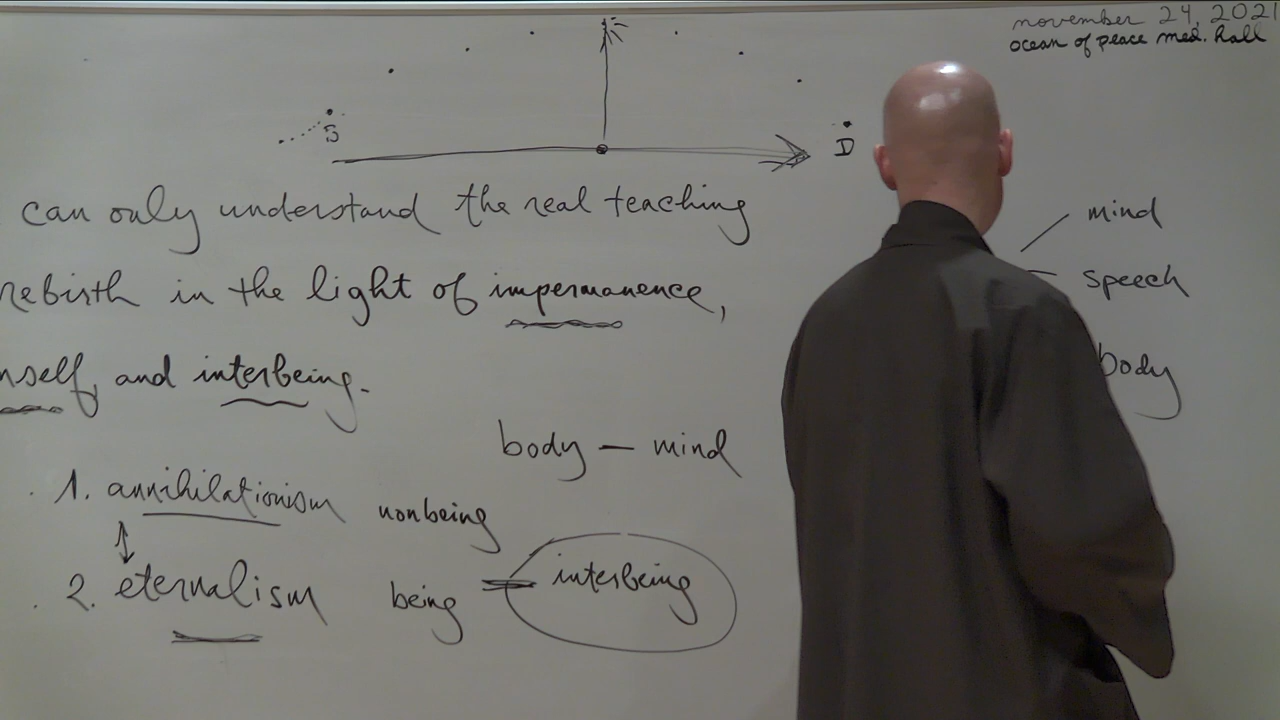 november 24, 2021
ocean of peace med. hall
B
D
can only understand the real teaching
rebirth in the light of impermanence,
nself, and interbeing.
mind
speech
body
body — mind
1. annihilationism nonbeing
2. eternalism being = interbeing